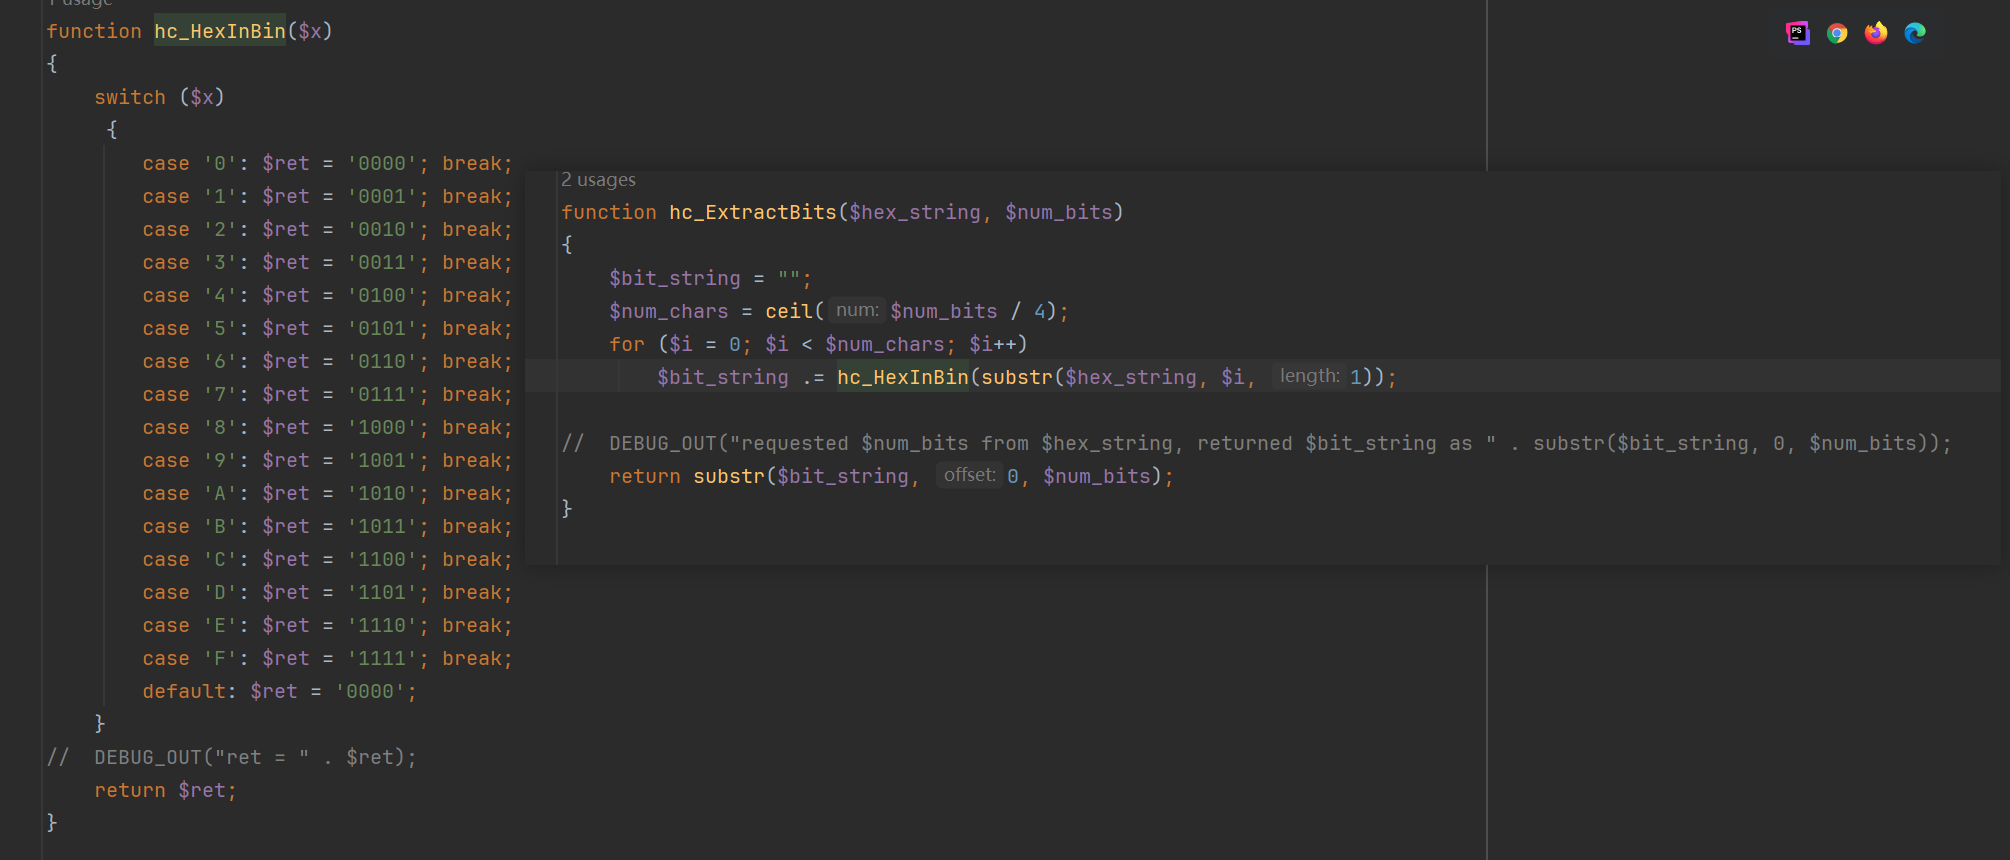 1 usage
function hc_HexInBin($x)
{
switch ($x)
{
case '0': $ret = '0000'; break;
case '1': $ret = '0001'; break;
case '2': $ret = '0010'; break;
case '3': $ret = '0011'; break;
case '4': $ret = '0100'; break;
case '5': $ret = '0101'; break;
case '6': $ret = '0110'; break;
case '7': $ret = '0111'; break;
case '8': $ret = '1000'; break;
case '9': $ret = '1001'; break;
case 'A': $ret = '1010'; break;
case 'B': $ret = '1011'; break;
case 'C': $ret = '1100'; break;
case 'D': $ret = '1101'; break;
case 'E': $ret = '1110'; break;
case 'F': $ret = '1111'; break;
default: $ret = '0000';
}
// DEBUG_OUT("ret = " . $ret);
return $ret;
}
2 usages
function hc_ExtractBits($hex_string, $num_bits)
{
$bit_string = "";
$num_chars = ceil( num: $num_bits / 4);
for ($i = 0; $i < $num_chars; $i++)
$bit_string .= hc_HexInBin(substr($hex_string, $i, length: 1));
// DEBUG_OUT("requested $num_bits from $hex_string, returned $bit_string as " . substr($bit_string, 0, $num_bits));
return substr($bit_string, offset: 0, $num_bits);
}
PS